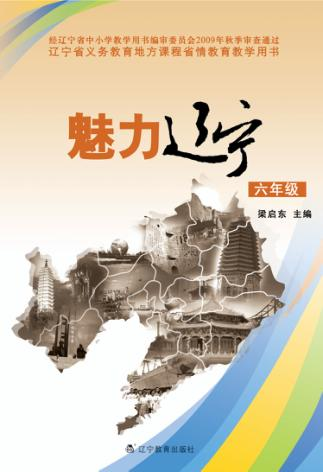 经辽宁省中小学教学用书编审委员会2009年秋季审查通过
辽宁省义务教育地方课程省情教育教学用书
魅力辽宁
六年级
梁启东 主编
辽宁教育出版社